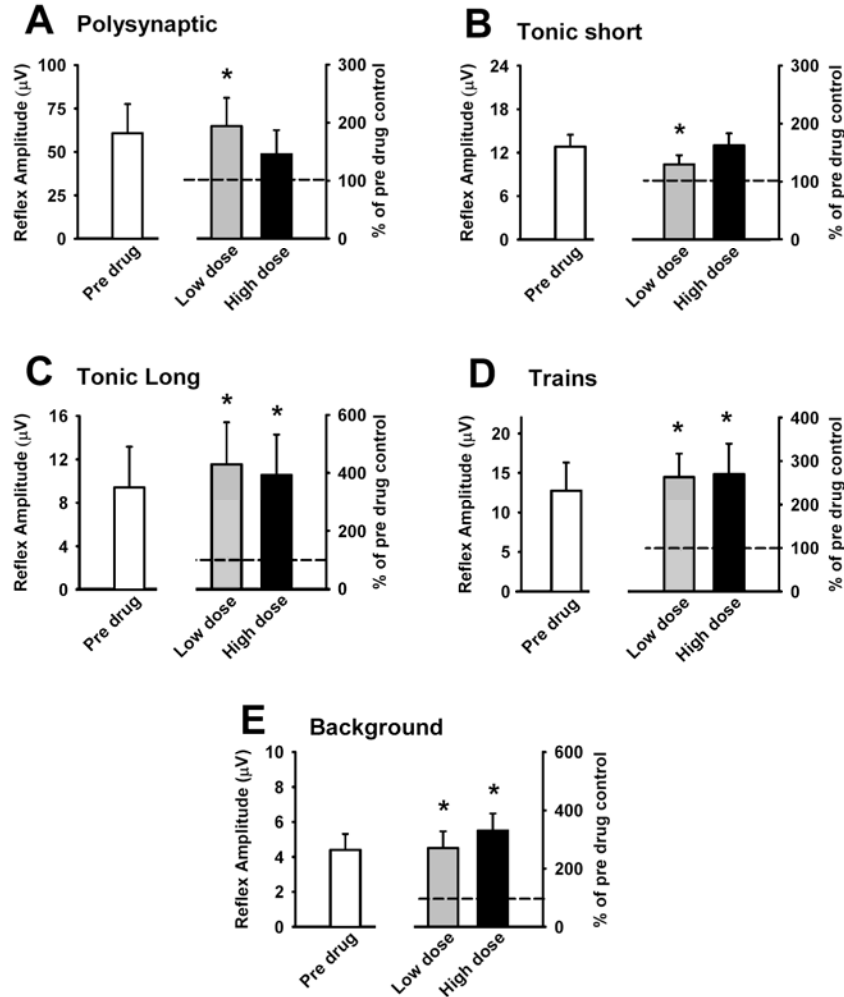 A Polysynaptic
Reflex Amplitude (µV)
100
75
50
25
0
*
300
200
100
0
% of pre drug control
Pre drug
Low dose
High dose
B Tonic short
Reflex Amplitude (µV)
24
18
12
6
0
*
300
200
100
0
% of pre drug control
Pre drug
Low dose
High dose
C Tonic Long
Reflex Amplitude (µV)
16
12
8
4
0
*
*
600
400
200
0
% of pre drug control
Pre drug
Low dose
High dose
D Trains
Reflex Amplitude (µV)
20
15
10
5
0
*
*
400
300
200
100
0
% of pre drug control
Pre drug
Low dose
High dose
E Background
Reflex Amplitude (µV)
10
8
6
4
2
0
*
*
600
400
200
0
% of pre drug control
Pre drug
Low dose
High dose